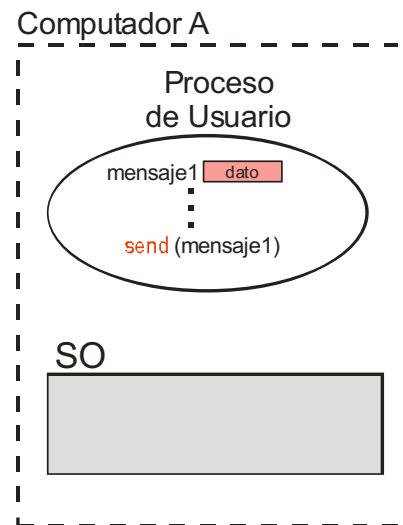 Computador A
Proceso
de Usuario
mensaje1 dato
send (mensaje1)
SO